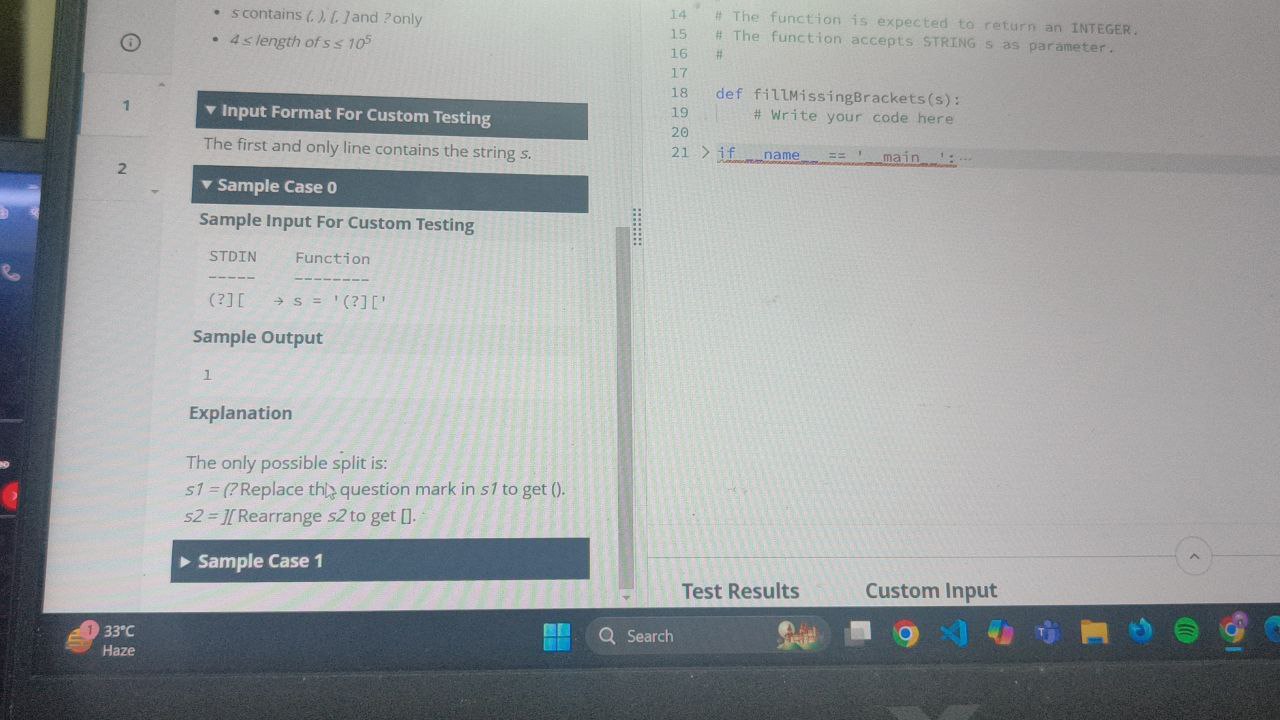 • s contains (, ), [, ] and ? only
• 4 ≤ length of s ≤ 10⁵
1
2
▼ Input Format For Custom Testing
The first and only line contains the string s.
▼ Sample Case 0
Sample Input For Custom Testing
STDIN Function
----- --------
(?][ → s = '(?]['
Sample Output
1
Explanation
The only possible split is:
s1 = (? Replace the question mark in s1 to get ().
s2 = ][ Rearrange s2 to get [].
▶ Sample Case 1
14 # The function is expected to return an INTEGER.
15 # The function accepts STRING s as parameter.
16 #
17
18 def fillMissingBrackets(s):
19 # Write your code here
20
21 > if __name__ == '__main__':...
Test Results Custom Input
1
33°C
Haze
Search